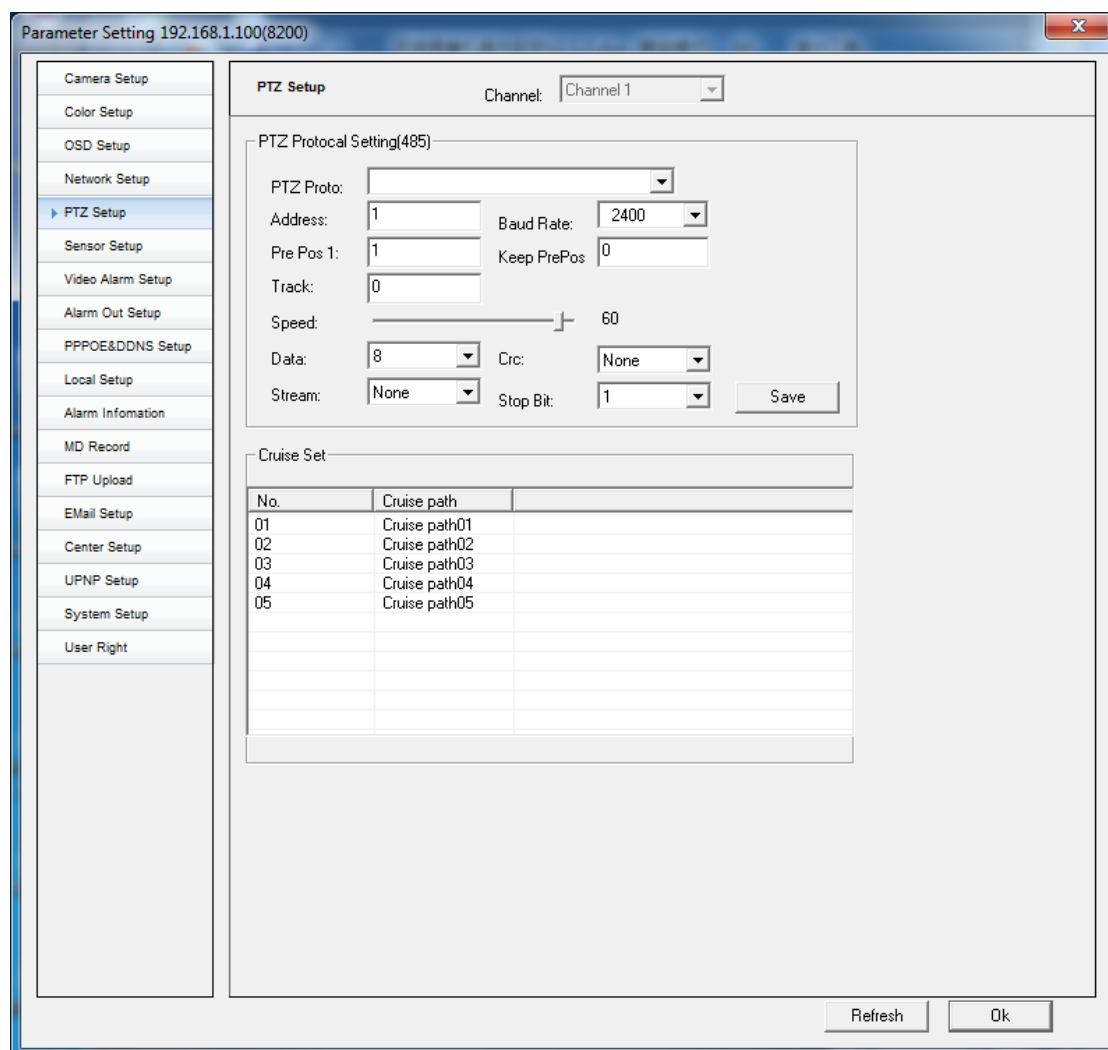 Parameter Setting 192.168.1.100(8200)
Camera Setup
Color Setup
OSD Setup
Network Setup
PTZ Setup
Sensor Setup
Video Alarm Setup
Alarm Out Setup
PPPOE&DDNS Setup
Local Setup
Alarm Infomation
MD Record
FTP Upload
EMail Setup
Center Setup
UPNP Setup
System Setup
User Right
PTZ Setup Channel: Channel 1
PTZ Protocal Setting(485)
PTZ Proto:
Address: 1 Baud Rate: 2400
Pre Pos 1: 1 Keep PrePos 0
Track: 0
Speed: 60
Data: 8 Crc: None
Stream: None Stop Bit: 1 Save
Cruise Set
No. Cruise path
01 Cruise path01
02 Cruise path02
03 Cruise path03
04 Cruise path04
05 Cruise path05
Refresh Ok